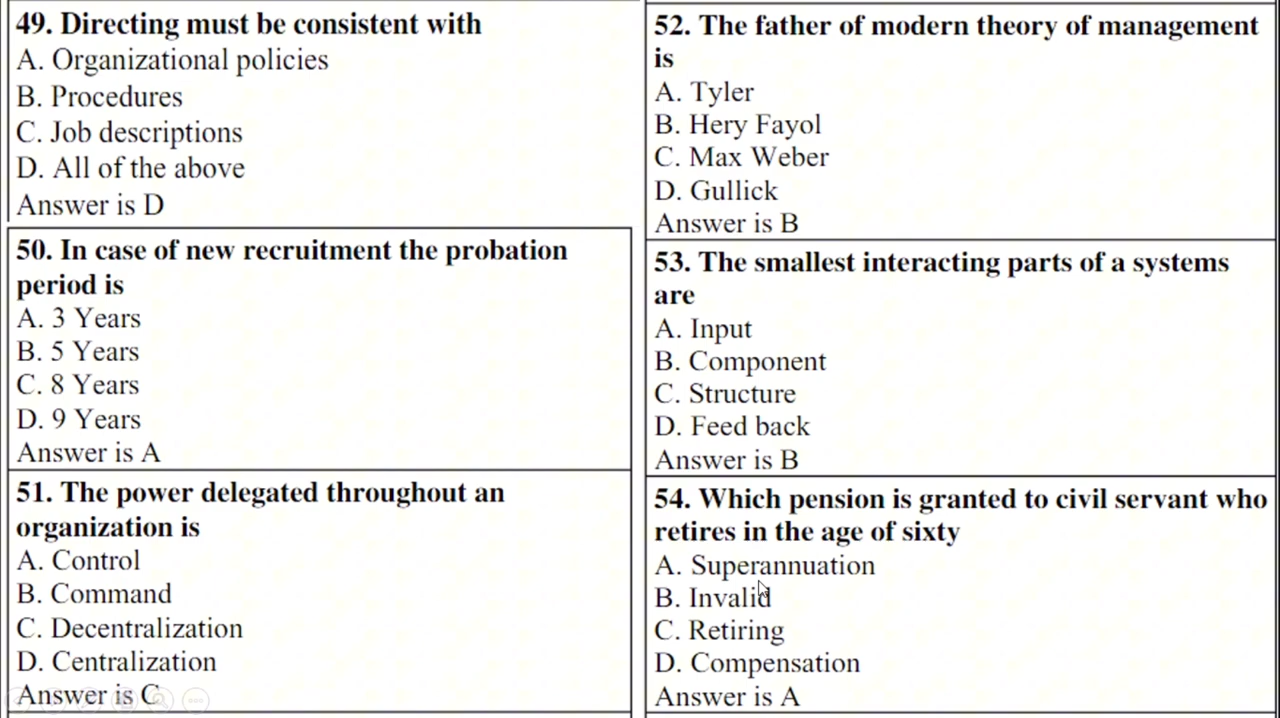 49. Directing must be consistent with
A. Organizational policies
B. Procedures
C. Job descriptions
D. All of the above
Answer is D
50. In case of new recruitment the probation
period is
A. 3 Years
B. 5 Years
C. 8 Years
D. 9 Years
Answer is A
51. The power delegated throughout an
organization is
A. Control
B. Command
C. Decentralization
D. Centralization
Answer is C
52. The father of modern theory of management
is
A. Tyler
B. Hery Fayol
C. Max Weber
D. Gullick
Answer is B
53. The smallest interacting parts of a systems
are
A. Input
B. Component
C. Structure
D. Feed back
Answer is B
54. Which pension is granted to civil servant who
retires in the age of sixty
A. Superannuation
B. Invalid
C. Retiring
D. Compensation
Answer is A